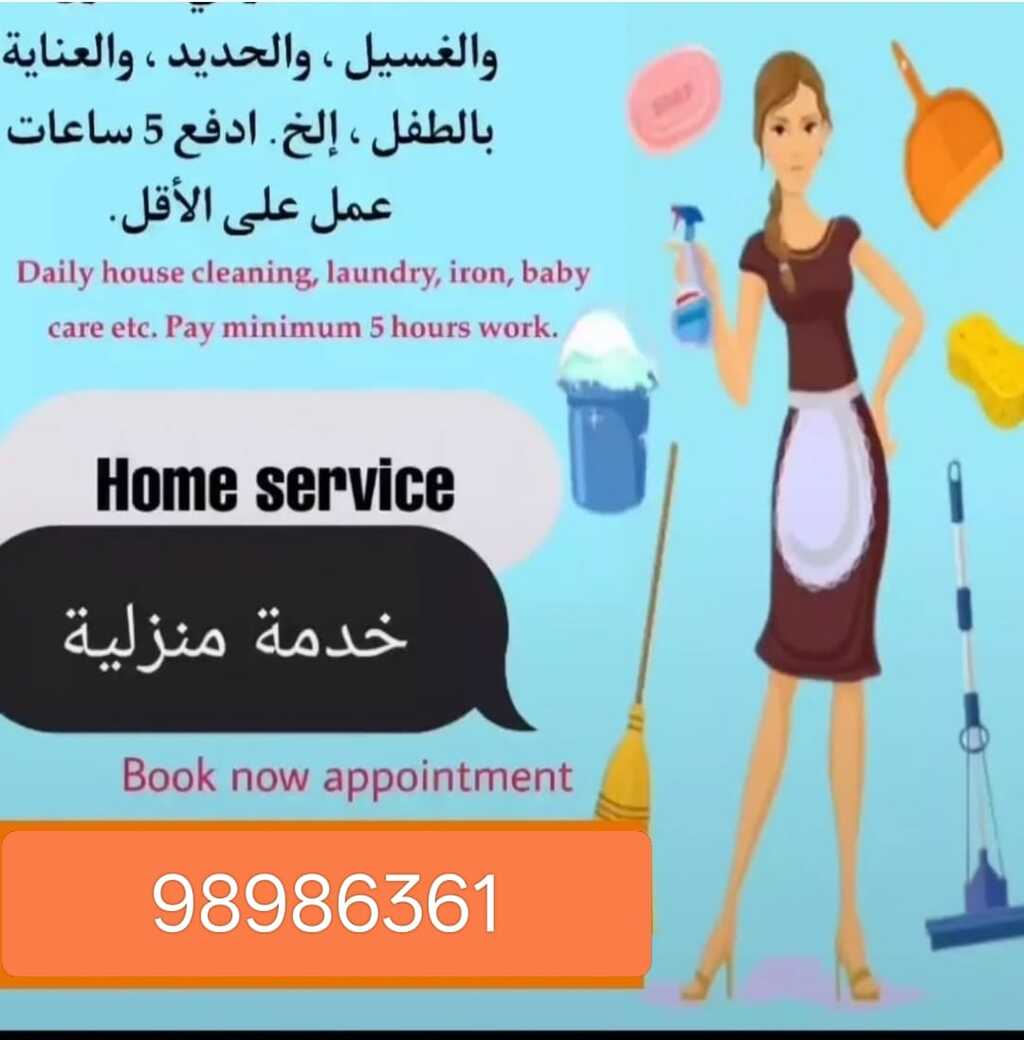 والغسيل ، والحديد ، والعناية
بالطفل ، إلخ. ادفع 5 ساعات
عمل على الأقل.
Daily house cleaning, laundry, iron, baby
care etc. Pay minimum 5 hours work.
Home service
خدمة منزلية
Book now appointment
98986361
SOAP